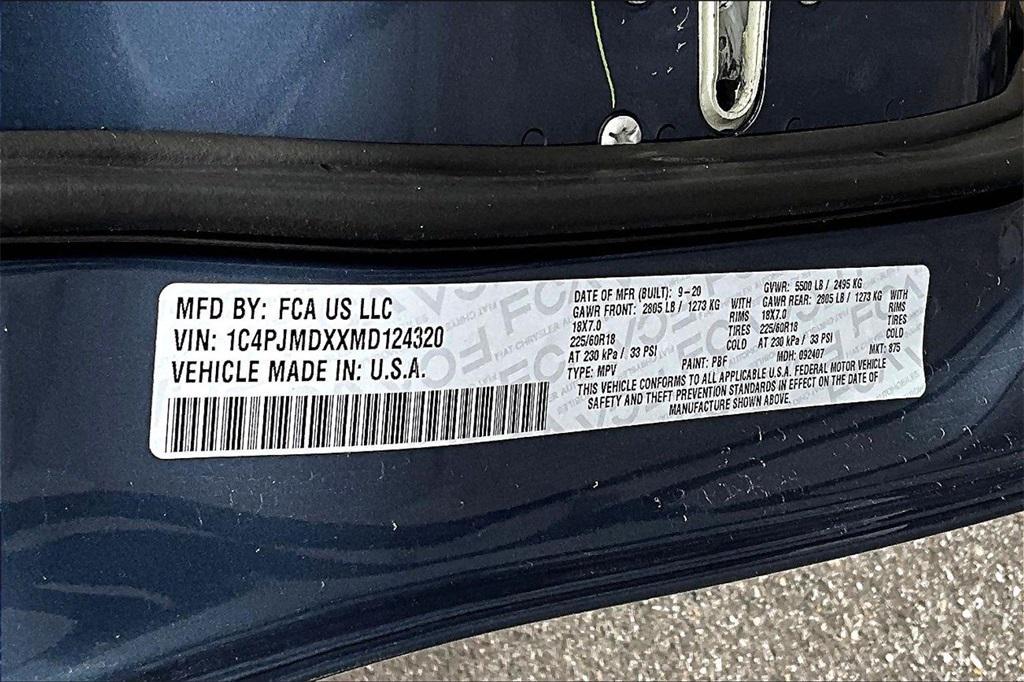 MFD BY: FCA US LLC
VIN: 1C4PJMDXXMD124320
VEHICLE MADE IN: U.S.A.
DATE OF MFR (BUILT): 9-20 GVWR: 5500 LB / 2495 KG
GAWR FRONT: 2805 LB / 1273 KG WITH GAWR REAR: 2805 LB / 1273 KG WITH
18X7.0 RIMS 18X7.0 RIMS
225/60R18 TIRES 225/60R18 TIRES
AT 230 kPa / 33 PSI COLD AT 230 kPa / 33 PSI COLD
TYPE: MPV PAINT: PBF MDH: 092407 MKT: 875
THIS VEHICLE CONFORMS TO ALL APPLICABLE U.S.A. FEDERAL MOTOR VEHICLE
SAFETY AND THEFT PREVENTION STANDARDS IN EFFECT ON THE DATE OF
MANUFACTURE SHOWN ABOVE.